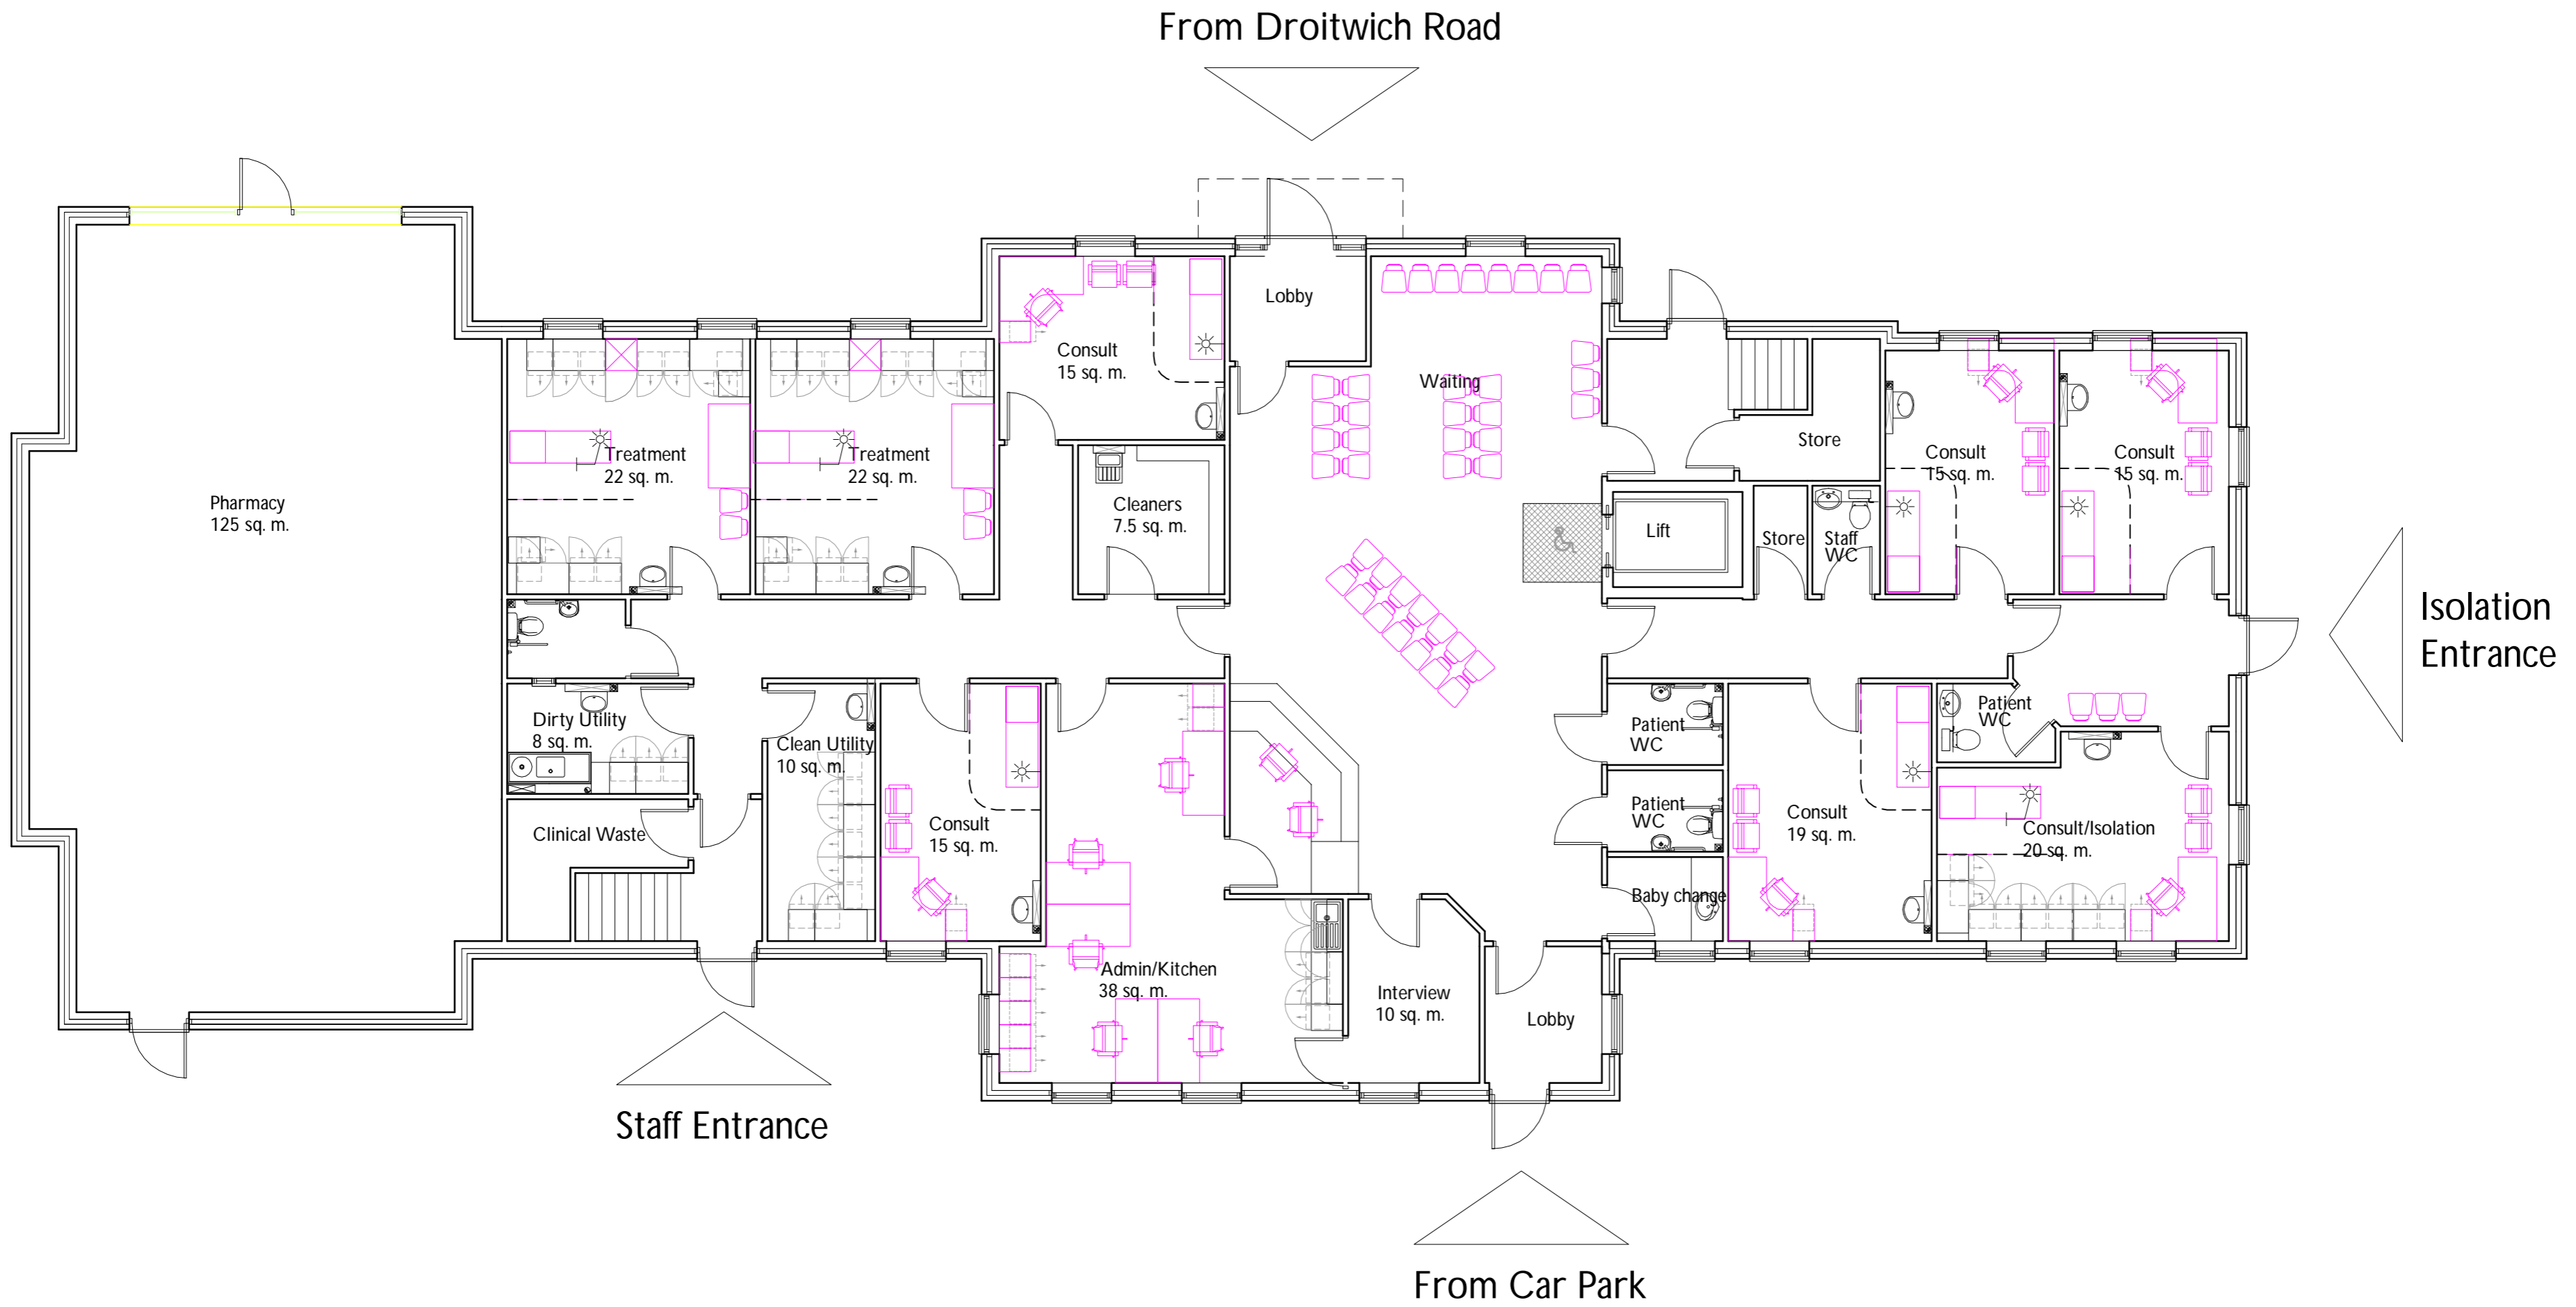 From Droitwich Road
Lobby
Consult
15 sq. m.
Waiting
Store
Treatment
22 sq. m.
Treatment
22 sq. m.
Consult
15 sq. m.
Consult
15 sq. m.
Pharmacy
125 sq. m.
Cleaners
7.5 sq. m.
Lift
Store
Staff
WC
Isolation
Entrance
Dirty Utility
8 sq. m.
Clean Utility
10 sq. m.
Patient
WC
Patient
WC
Clinical Waste
Consult
15 sq. m.
Patient
WC
Consult
19 sq. m.
Consult/Isolation
20 sq. m.
Baby change
Admin/Kitchen
38 sq. m.
Interview
10 sq. m.
Lobby
Staff Entrance
From Car Park